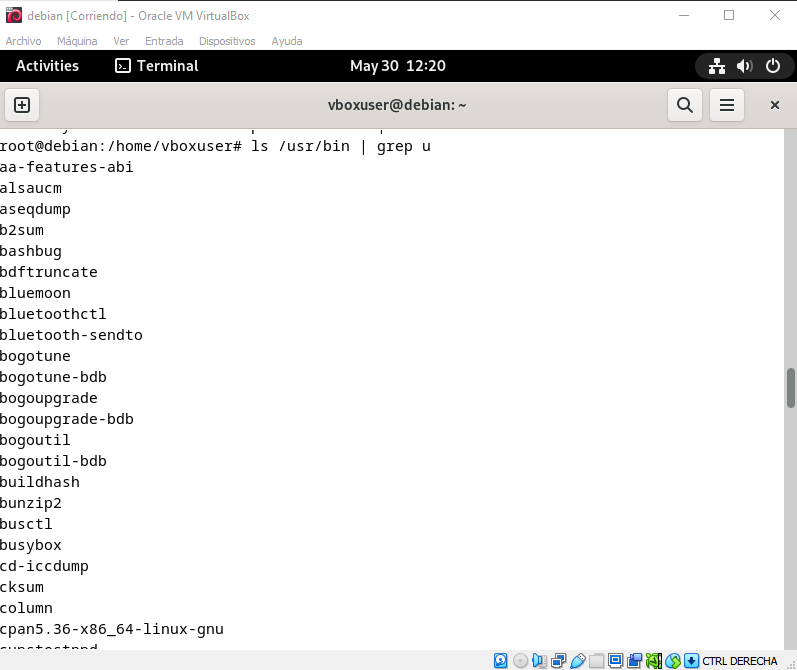 debian [Corriendo] - Oracle VM VirtualBox
Archivo Máquina Ver Entrada Dispositivos Ayuda
Activities Terminal May 30 12:20
vboxuser@debian: ~
root@debian:/home/vboxuser# ls /usr/bin | grep u
aa-features-abi
alsaucm
aseqdump
b2sum
bashbug
bdftruncate
bluemoon
bluetoothctl
bluetooth-sendto
bogotune
bogotune-bdb
bogoupgrade
bogoupgrade-bdb
bogoutil
bogoutil-bdb
buildhash
bunzip2
busctl
busybox
cd-iccdump
cksum
column
cpan5.36-x86_64-linux-gnu
CTRL DERECHA